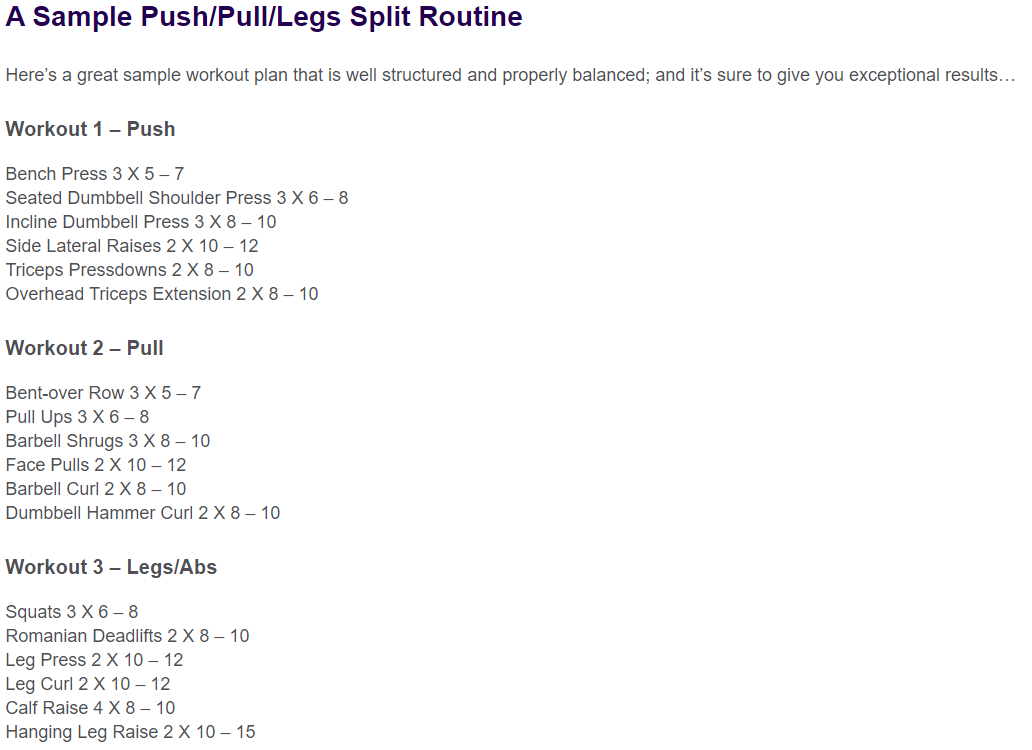 A Sample Push/Pull/Legs Split Routine
Here’s a great sample workout plan that is well structured and properly balanced; and it’s sure to give you exceptional results…
Workout 1 – Push
Bench Press 3 X 5 – 7
Seated Dumbbell Shoulder Press 3 X 6 – 8
Incline Dumbbell Press 3 X 8 – 10
Side Lateral Raises 2 X 10 – 12
Triceps Pressdowns 2 X 8 – 10
Overhead Triceps Extension 2 X 8 – 10
Workout 2 – Pull
Bent-over Row 3 X 5 – 7
Pull Ups 3 X 6 – 8
Barbell Shrugs 3 X 8 – 10
Face Pulls 2 X 10 – 12
Barbell Curl 2 X 8 – 10
Dumbbell Hammer Curl 2 X 8 – 10
Workout 3 – Legs/Abs
Squats 3 X 6 – 8
Romanian Deadlifts 2 X 8 – 10
Leg Press 2 X 10 – 12
Leg Curl 2 X 10 – 12
Calf Raise 4 X 8 – 10
Hanging Leg Raise 2 X 10 – 15